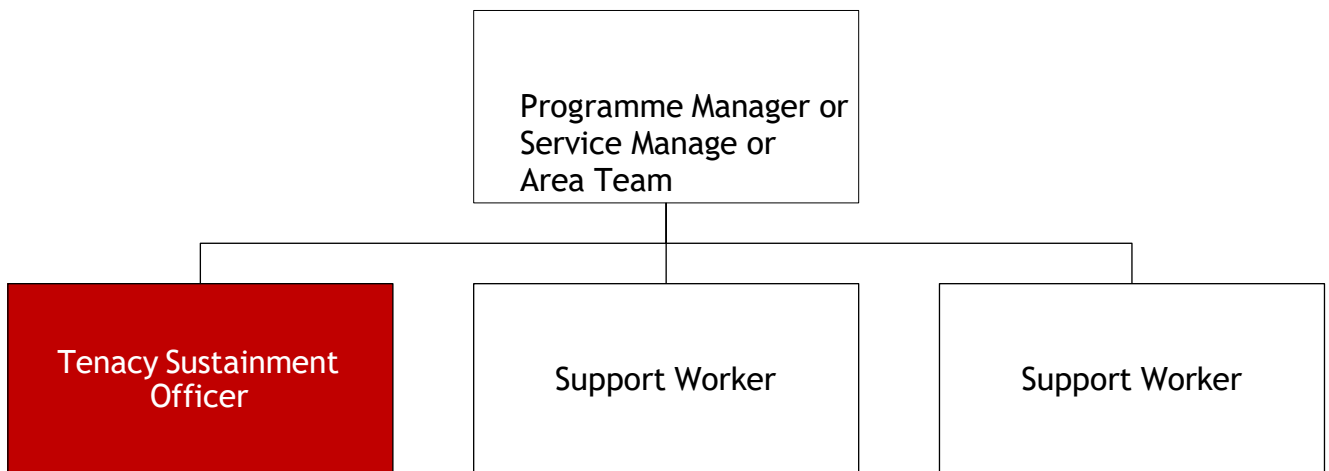 Programme Manager or
Service Manage or
Area Team
Tenacy Sustainment
Officer
Support Worker
Support Worker